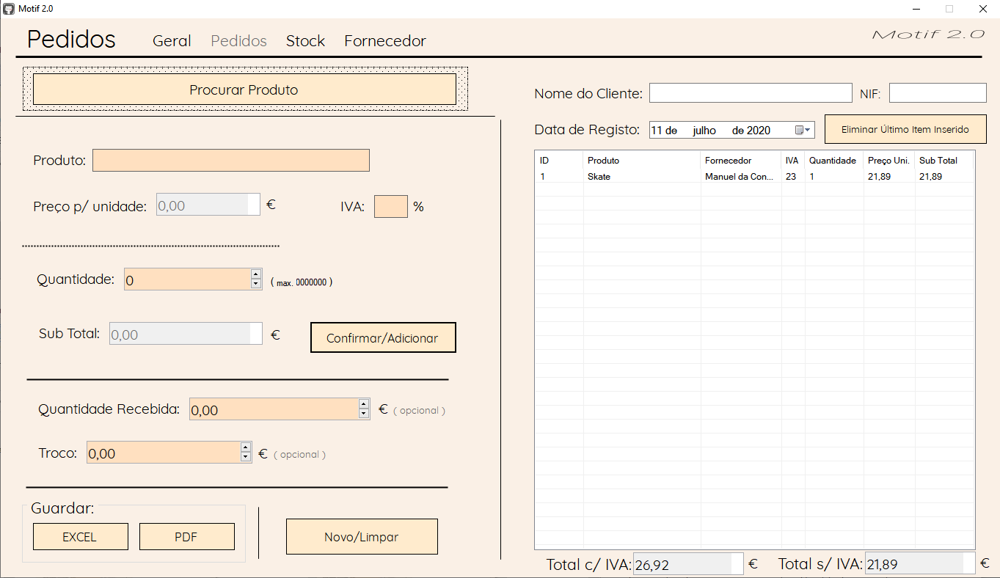 Motif 2.0
Pedidos Geral Pedidos Stock Fornecedor Motif 2.0
Procurar Produto
Produto:
Preço p/ unidade: 0,00 € IVA: %
Quantidade: 0 ( max. 0000000 )
Sub Total: 0,00 € Confirmar/Adicionar
Quantidade Recebida: 0,00 € ( opcional )
Troco: 0,00 € ( opcional )
Guardar:
EXCEL PDF Novo/Limpar
Nome do Cliente: NIF:
Data de Registo: 11 de julho de 2020 Eliminar Último Item Inserido
ID Produto Fornecedor IVA Quantidade Preço Uni. Sub Total
1 Skate Manuel da Con... 23 1 21,89 21,89
Total c/ IVA: 26,92 € Total s/ IVA: 21,89 €